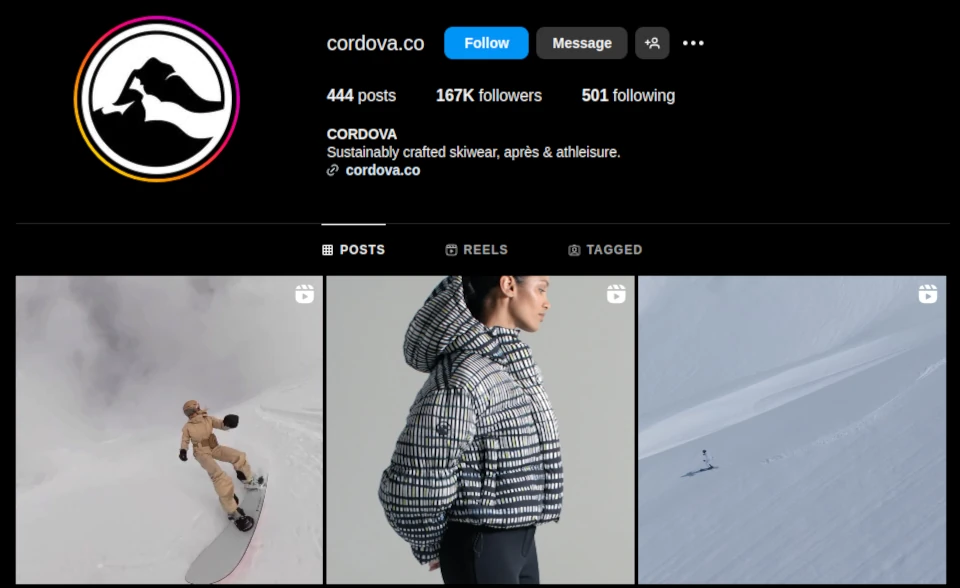 cordova.co Follow Message
444 posts 167K followers 501 following
CORDOVA
Sustainably crafted skiwear, après & athleisure.
cordova.co
POSTS REELS TAGGED